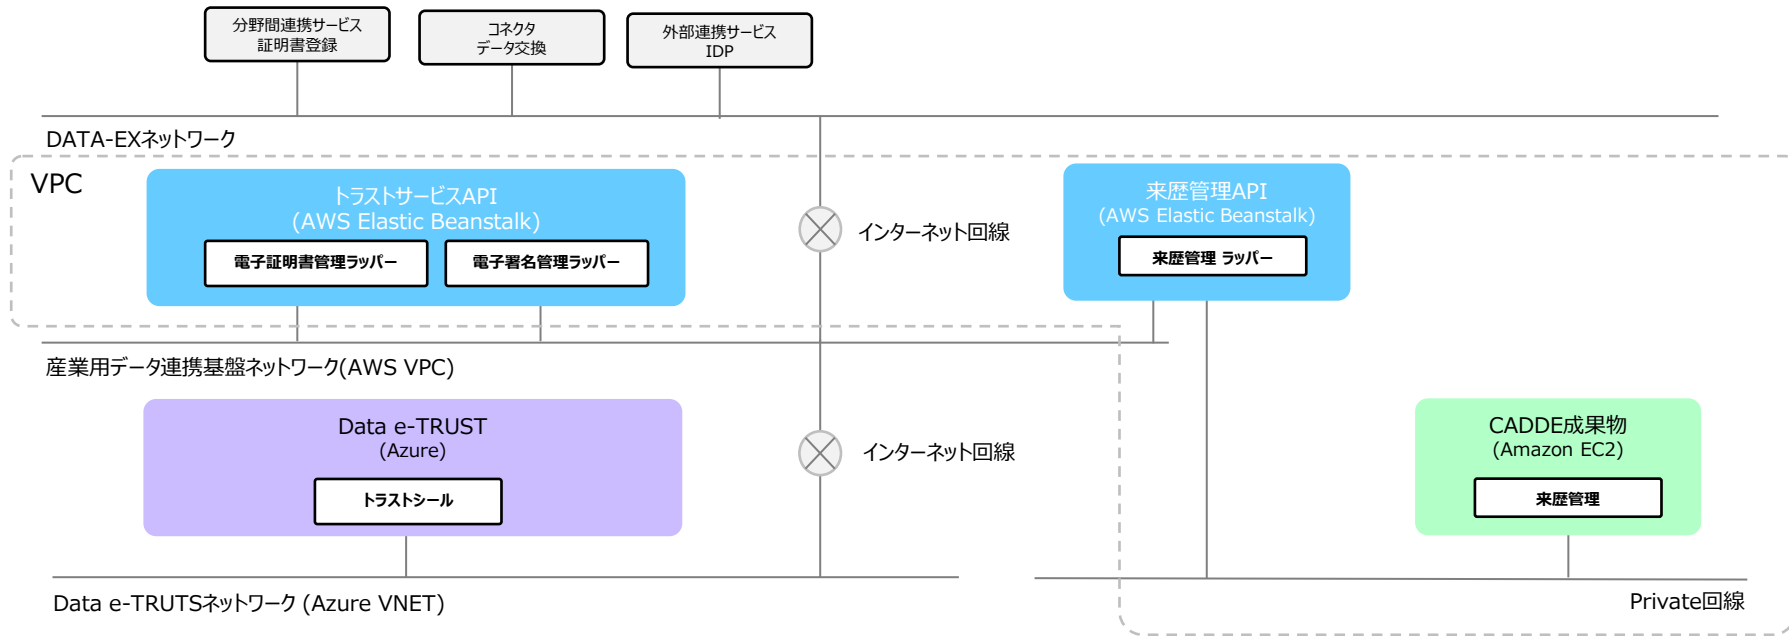 分野間連携サービス
証明書登録
コネクタ
データ交換
外部連携サービス
IDP
DATA-EXネットワーク
VPC
トラストサービスAPI
(AWS Elastic Beanstalk)
電子証明書管理ラッパー
電子署名管理ラッパー
インターネット回線
来歴管理API
(AWS Elastic Beanstalk)
来歴管理 ラッパー
産業用データ連携基盤ネットワーク(AWS VPC)
Data e-TRUST
(Azure)
トラストシール
インターネット回線
CADDE成果物
(Amazon EC2)
来歴管理
Data e-TRUTSネットワーク (Azure VNET)
Private回線